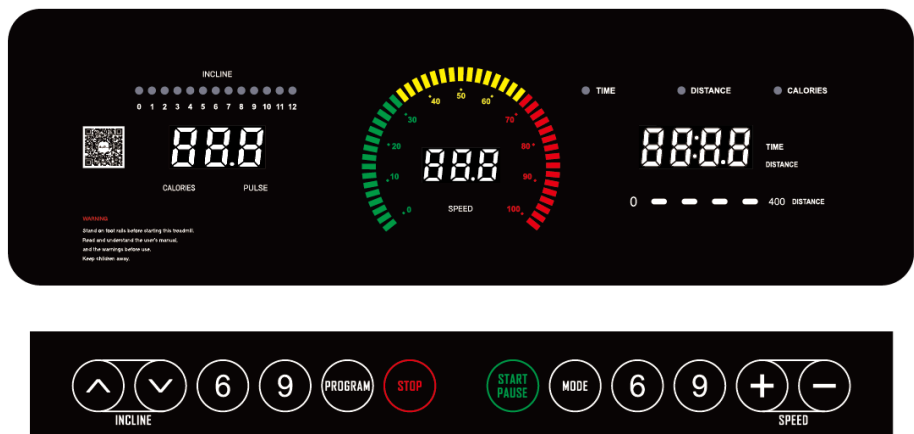 INCLINE
0 1 2 3 4 5 6 7 8 9 10 11 12
88.8
CALORIES PULSE
WARNING
Stand on foot rails before starting this treadmill.
Read and understand the user's manual,
and the warnings before use.
Keep children away.
0 10 20 30 40 50 60 70 80 90 100
88.8
SPEED
TIME DISTANCE CALORIES
88:8.8
TIME
DISTANCE
0 400 DISTANCE
6 9 PROGRAM STOP START PAUSE MODE 6 9 + −
INCLINE SPEED